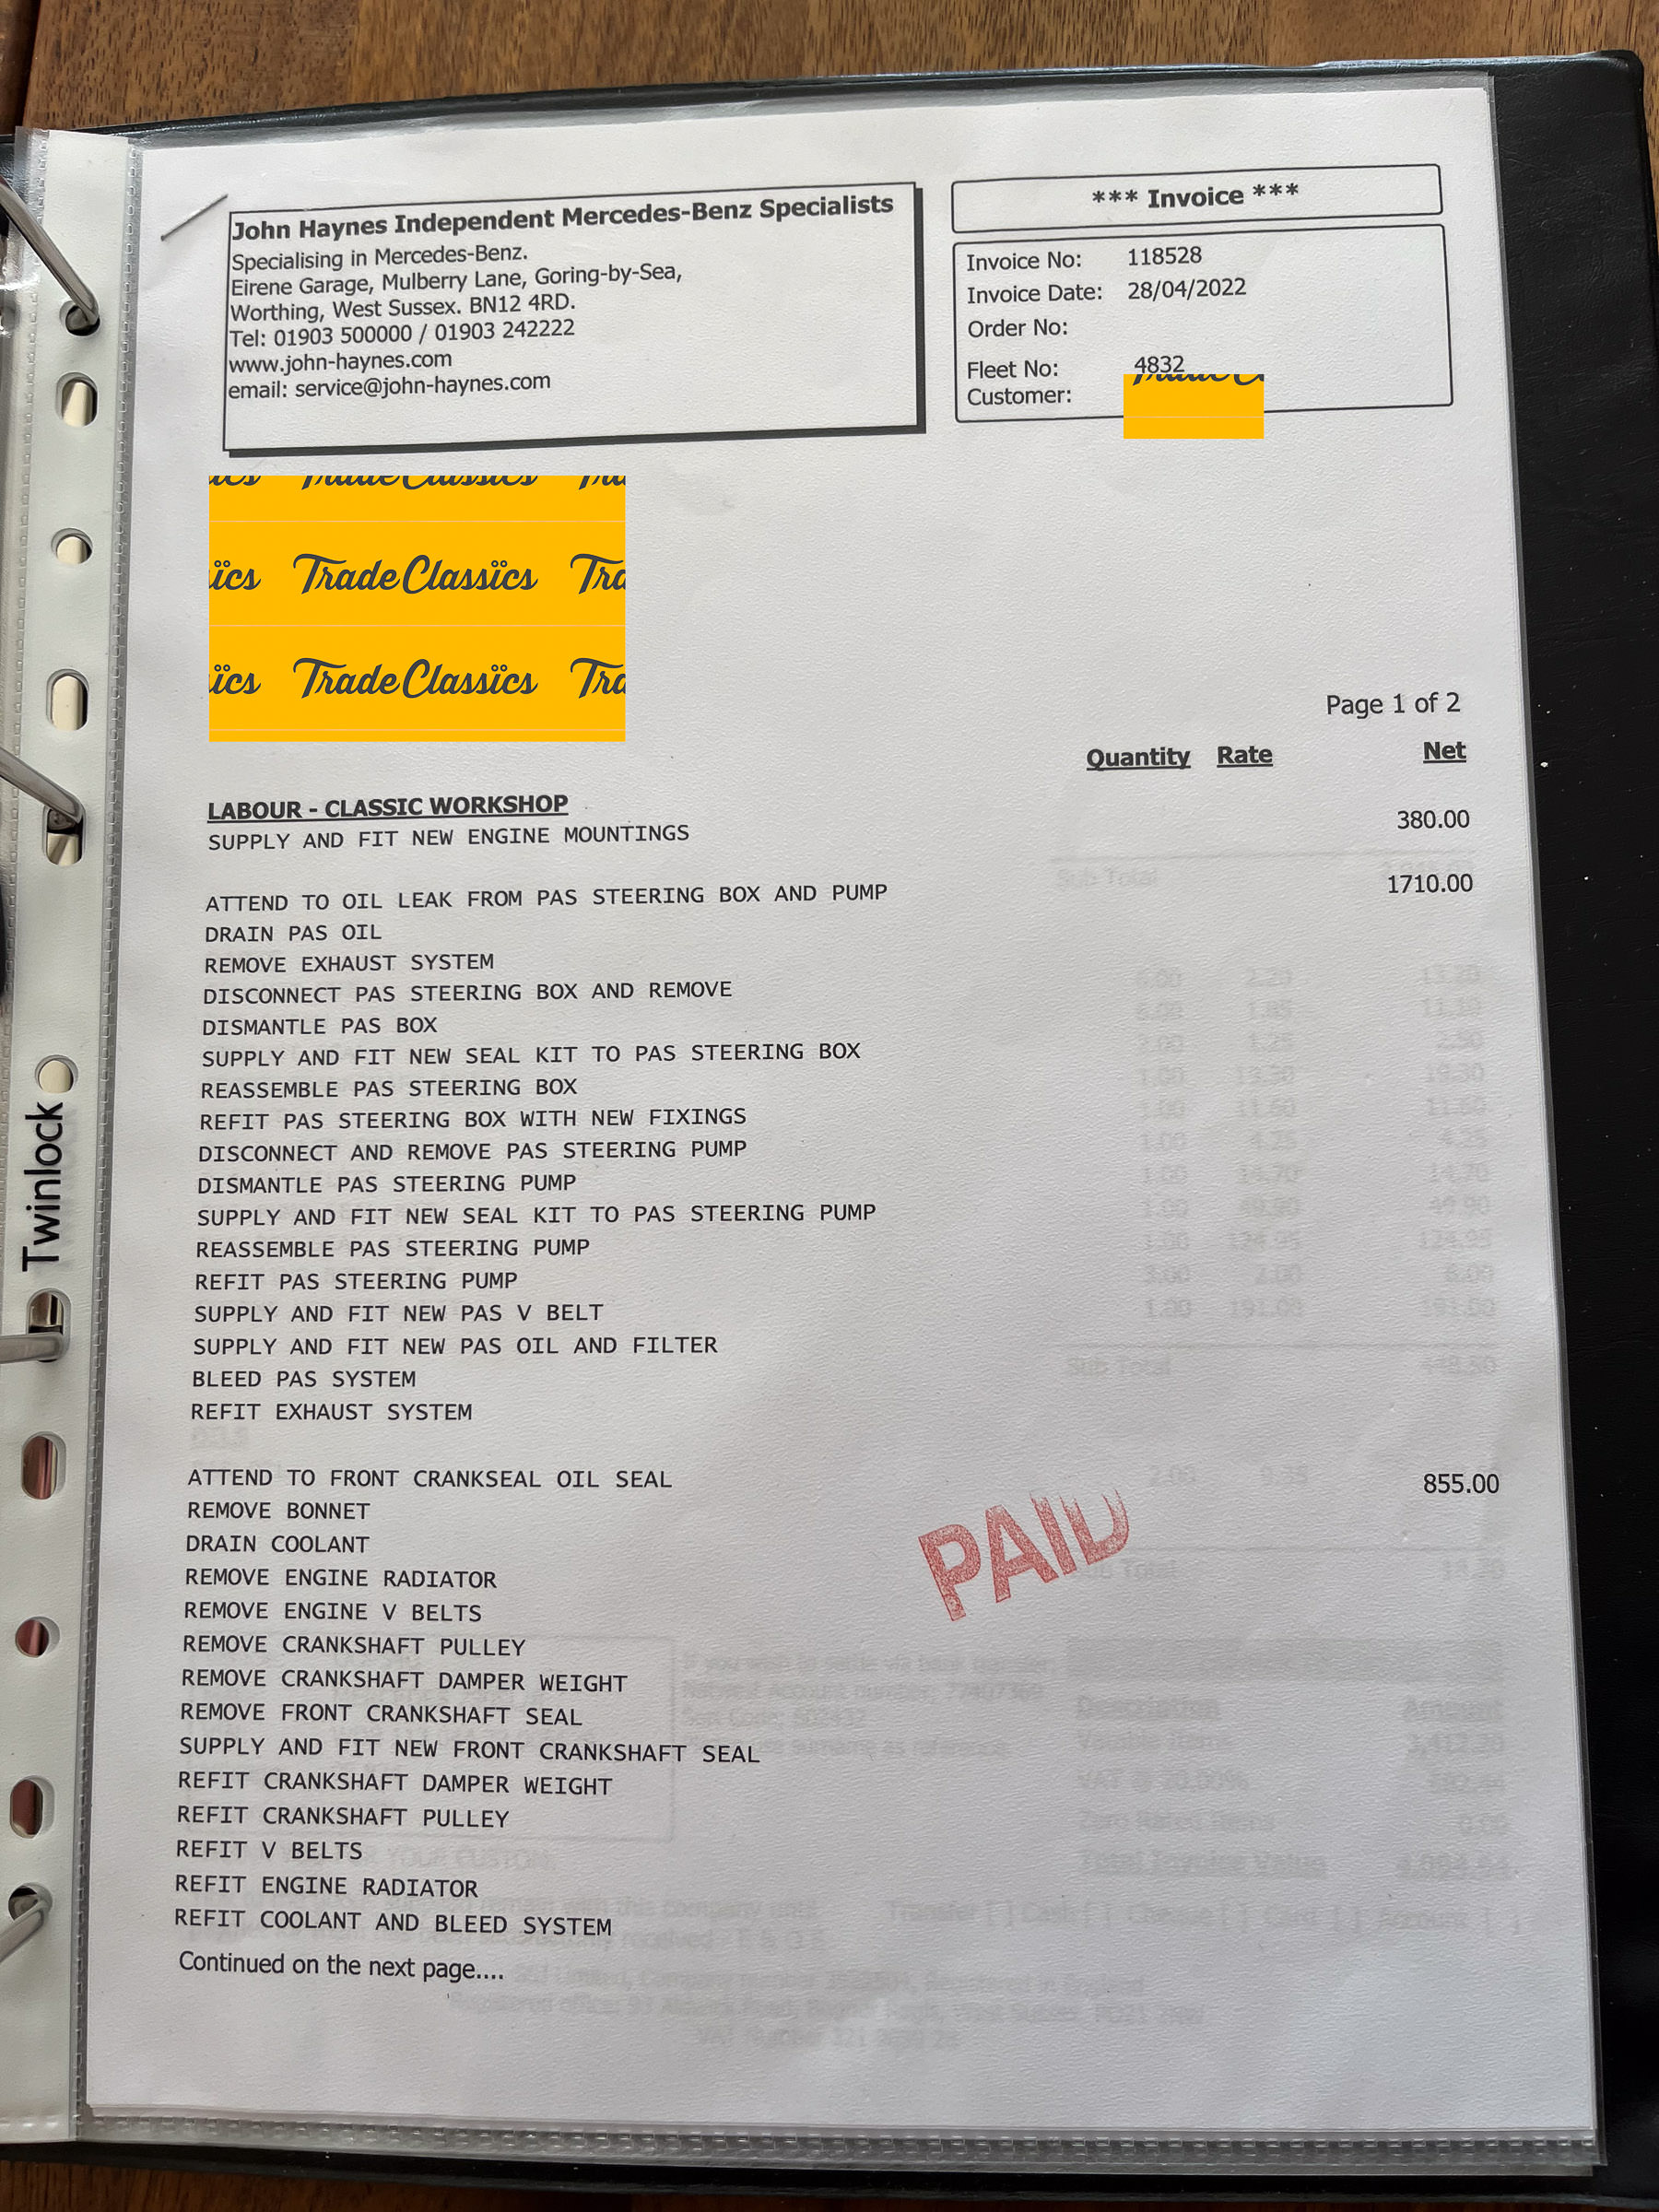 John Haynes Independent Mercedes-Benz Specialists
Specialising in Mercedes-Benz.
Eirene Garage, Mulberry Lane, Goring-by-Sea,
Worthing, West Sussex. BN12 4RD.
Tel: 01903 500000 / 01903 242222
www.john-haynes.com
email: service@john-haynes.com
*** Invoice ***
Invoice No: 118528
Invoice Date: 28/04/2022
Order No:
Fleet No: 4832
Customer:
TradeClassïcs
TradeClassïcs
Page 1 of 2
Quantity Rate Net
LABOUR - CLASSIC WORKSHOP
SUPPLY AND FIT NEW ENGINE MOUNTINGS 380.00
ATTEND TO OIL LEAK FROM PAS STEERING BOX AND PUMP 1710.00
DRAIN PAS OIL
REMOVE EXHAUST SYSTEM
DISCONNECT PAS STEERING BOX AND REMOVE
DISMANTLE PAS BOX
SUPPLY AND FIT NEW SEAL KIT TO PAS STEERING BOX
REASSEMBLE PAS STEERING BOX
REFIT PAS STEERING BOX WITH NEW FIXINGS
DISCONNECT AND REMOVE PAS STEERING PUMP
DISMANTLE PAS STEERING PUMP
SUPPLY AND FIT NEW SEAL KIT TO PAS STEERING PUMP
REASSEMBLE PAS STEERING PUMP
REFIT PAS STEERING PUMP
SUPPLY AND FIT NEW PAS V BELT
SUPPLY AND FIT NEW PAS OIL AND FILTER
BLEED PAS SYSTEM
REFIT EXHAUST SYSTEM
ATTEND TO FRONT CRANKSEAL OIL SEAL 855.00
REMOVE BONNET
DRAIN COOLANT
REMOVE ENGINE RADIATOR
REMOVE ENGINE V BELTS
REMOVE CRANKSHAFT PULLEY
REMOVE CRANKSHAFT DAMPER WEIGHT
REMOVE FRONT CRANKSHAFT SEAL
SUPPLY AND FIT NEW FRONT CRANKSHAFT SEAL
REFIT CRANKSHAFT DAMPER WEIGHT
REFIT CRANKSHAFT PULLEY
REFIT V BELTS
REFIT ENGINE RADIATOR
REFIT COOLANT AND BLEED SYSTEM
Continued on the next page....
PAID
Twinlock